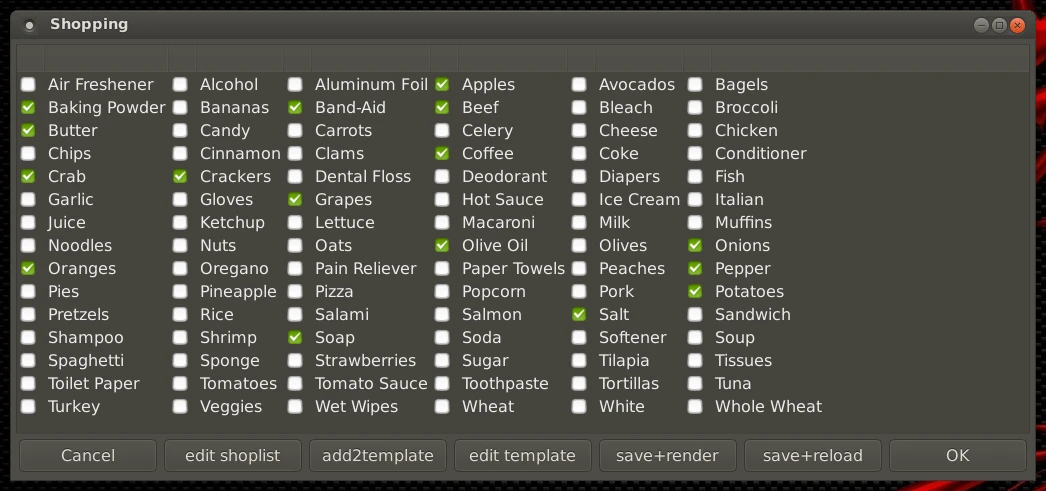 Shopping
Air Freshener Alcohol Aluminum Foil Apples Avocados Bagels
Baking Powder Bananas Band-Aid Beef Bleach Broccoli
Butter Candy Carrots Celery Cheese Chicken
Chips Cinnamon Clams Coffee Coke Conditioner
Crab Crackers Dental Floss Deodorant Diapers Fish
Garlic Gloves Grapes Hot Sauce Ice Cream Italian
Juice Ketchup Lettuce Macaroni Milk Muffins
Noodles Nuts Oats Olive Oil Olives Onions
Oranges Oregano Pain Reliever Paper Towels Peaches Pepper
Pies Pineapple Pizza Popcorn Pork Potatoes
Pretzels Rice Salami Salmon Salt Sandwich
Shampoo Shrimp Soap Soda Softener Soup
Spaghetti Sponge Strawberries Sugar Tilapia Tissues
Toilet Paper Tomatoes Tomato Sauce Toothpaste Tortillas Tuna
Turkey Veggies Wet Wipes Wheat White Whole Wheat
Cancel edit shoplist add2template edit template save+render save+reload OK